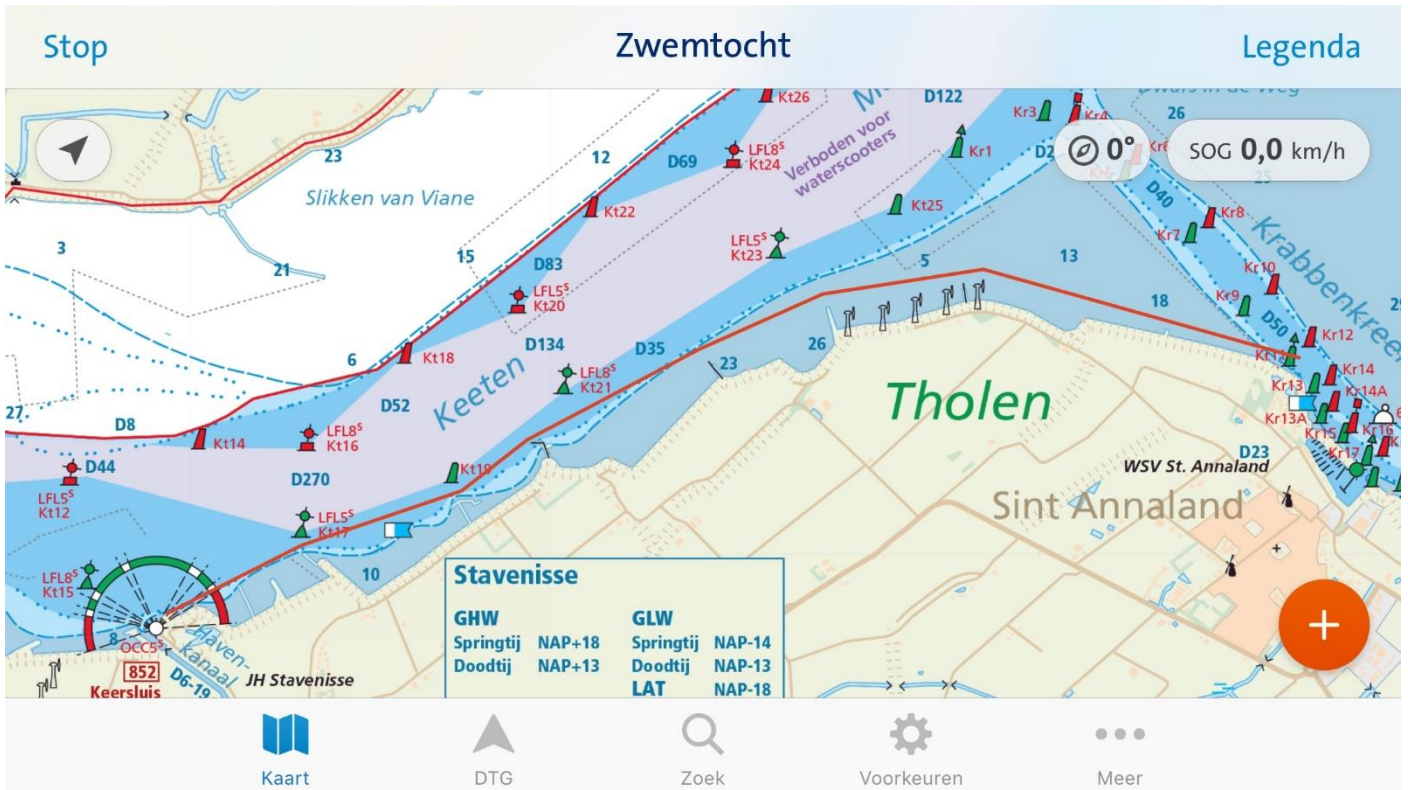 Stop
Zwemtocht
Legenda
Kt26
D122
Kr3
Kr4
Dwars in de Weg
26
23
12
D69
LFL8S
Kt24
Verboden voor
waterscooters
Kr1
0°
SOG 0,0 km/h
25
Slikken van Viane
Kt22
Kt25
D40
Kr8
Kr7
3
21
15
D83
LFL5S
Kt23
5
13
Krabbenkreek
Kr10
LFL5S
Kt20
18
Kr9
D50
6
Kt18
D134
D35
26
Kr12
Kr11
Keeten
23
LFL8S
Kt21
Tholen
Kr14
Kr13
Kr14A
27
D8
D52
Kr13A
Kt14
LFL8S
Kt16
Kr15
Kr16
Kr17
D44
LFL5S
Kt12
D270
Kt19
D23
WSV St. Annaland
Sint Annaland
LFL5S
Kt17
10
LFL8S
Kt15
8
OCC5S
852
Keersluis
Haven-
kanaal
D6-19
JH Stavenisse
Stavenisse
GHW
GLW
Springtij NAP+18 Springtij NAP-14
Doodtij NAP+13 Doodtij NAP-13
LAT NAP-18
+
Kaart
DTG
Zoek
Voorkeuren
Meer